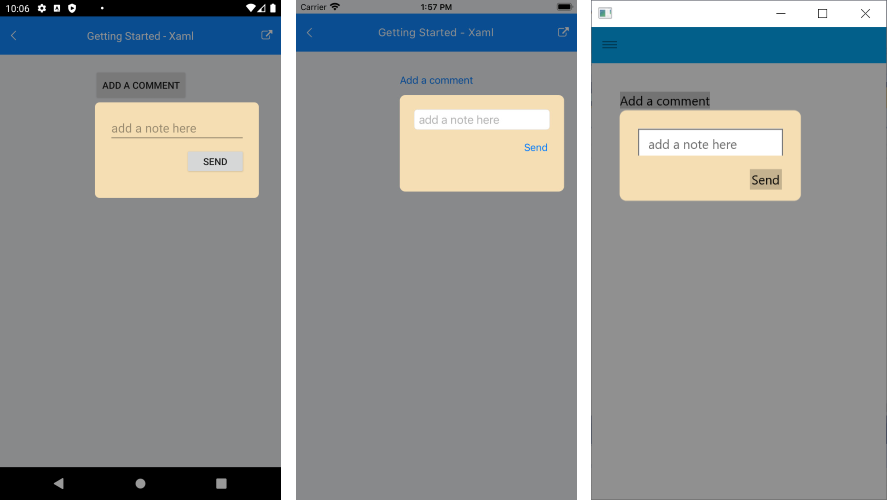 10:06
Getting Started - Xaml
ADD A COMMENT
add a note here
SEND
Carrier 1:57 PM
Getting Started - Xaml
Add a comment
add a note here
Send
Add a comment
add a note here
Send